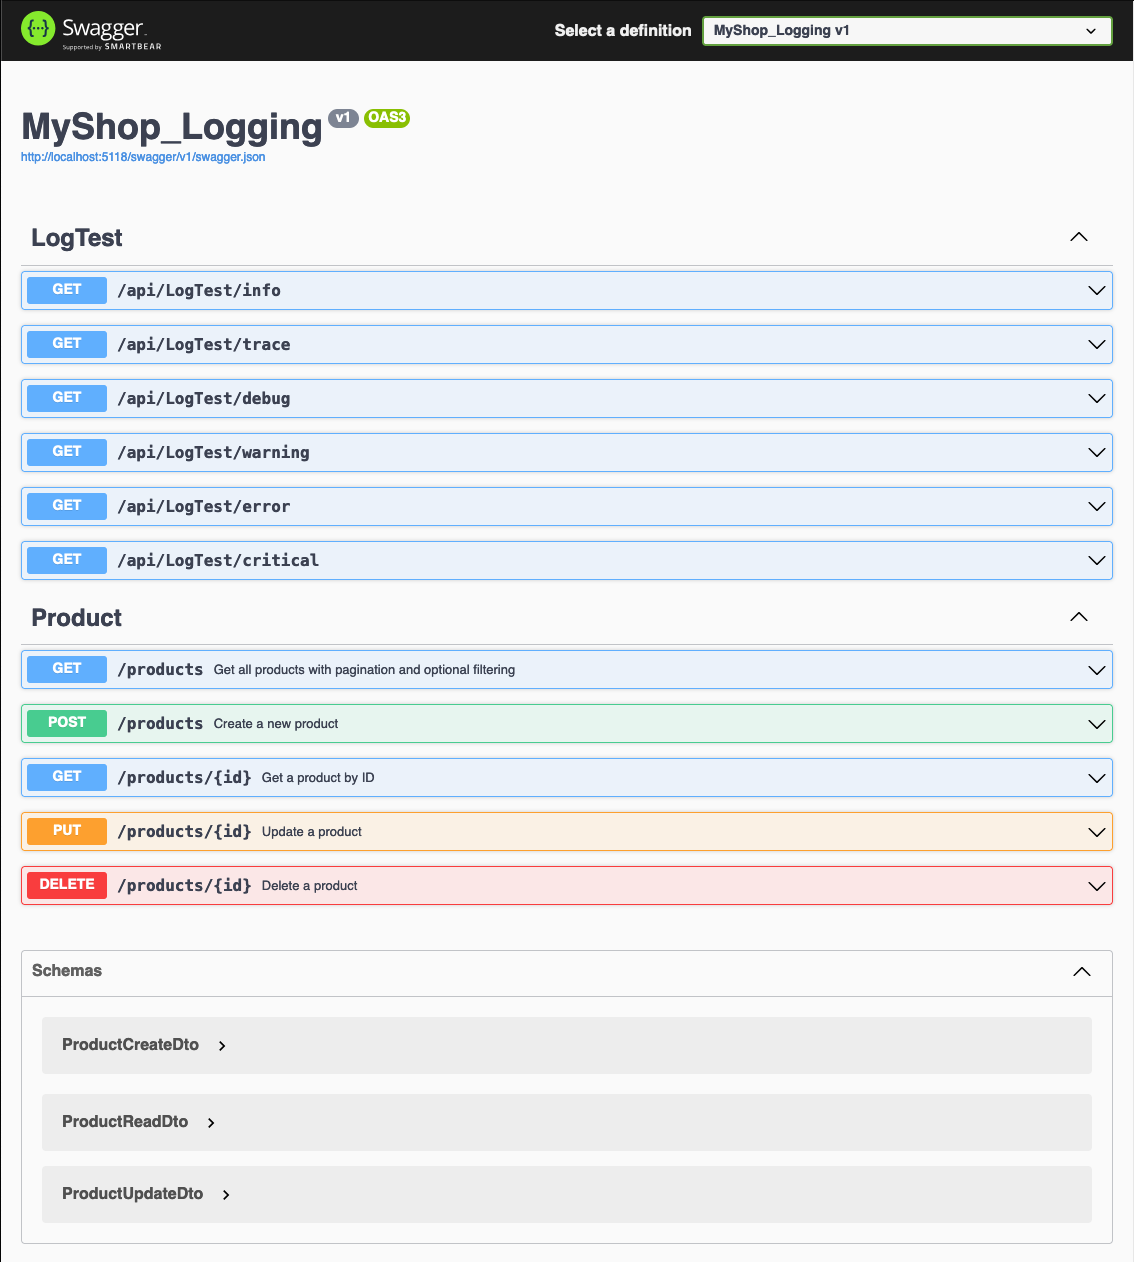 Swagger
Supported by SMARTBEAR
Select a definition
MyShop_Logging v1
MyShop_Logging v1 OAS3
http://localhost:5118/swagger/v1/swagger.json
LogTest
GET /api/LogTest/info
GET /api/LogTest/trace
GET /api/LogTest/debug
GET /api/LogTest/warning
GET /api/LogTest/error
GET /api/LogTest/critical
Product
GET /products Get all products with pagination and optional filtering
POST /products Create a new product
GET /products/{id} Get a product by ID
PUT /products/{id} Update a product
DELETE /products/{id} Delete a product
Schemas
ProductCreateDto
ProductReadDto
ProductUpdateDto